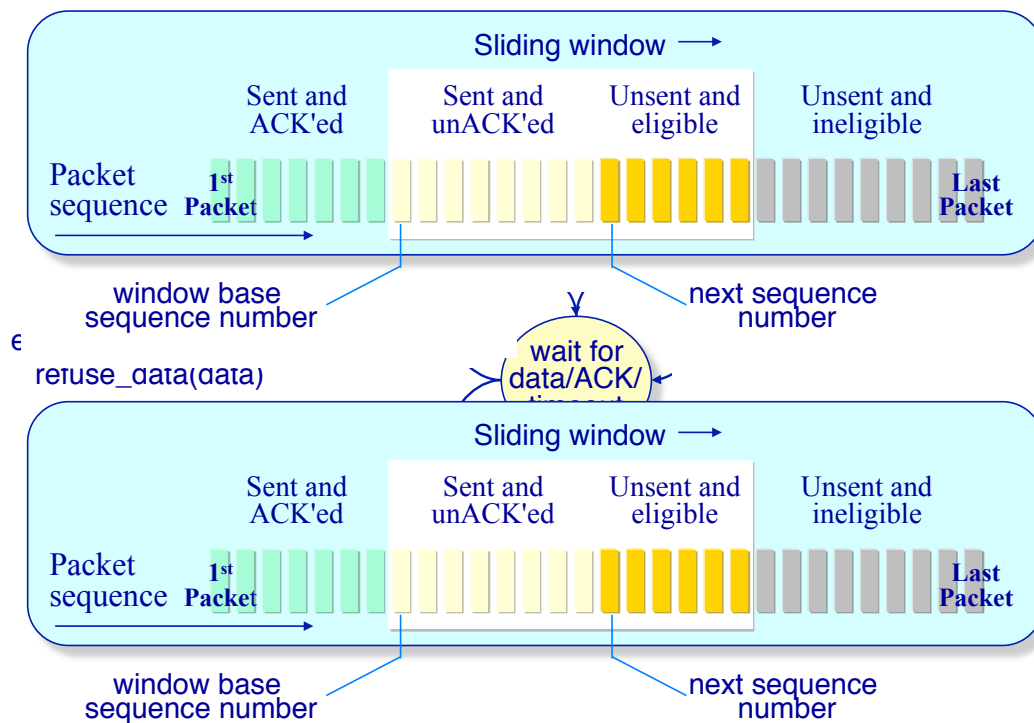 Sliding window
Sent and
ACK'ed
Sent and
unACK'ed
Unsent and
eligible
Unsent and
ineligible
Packet
sequence
1st
Packet
Last
Packet
window base
sequence number
next sequence
number
e
refuse_data(data)
wait for
data/ACK/
timeout
Sliding window
Sent and
ACK'ed
Sent and
unACK'ed
Unsent and
eligible
Unsent and
ineligible
Packet
sequence
1st
Packet
Last
Packet
window base
sequence number
next sequence
number